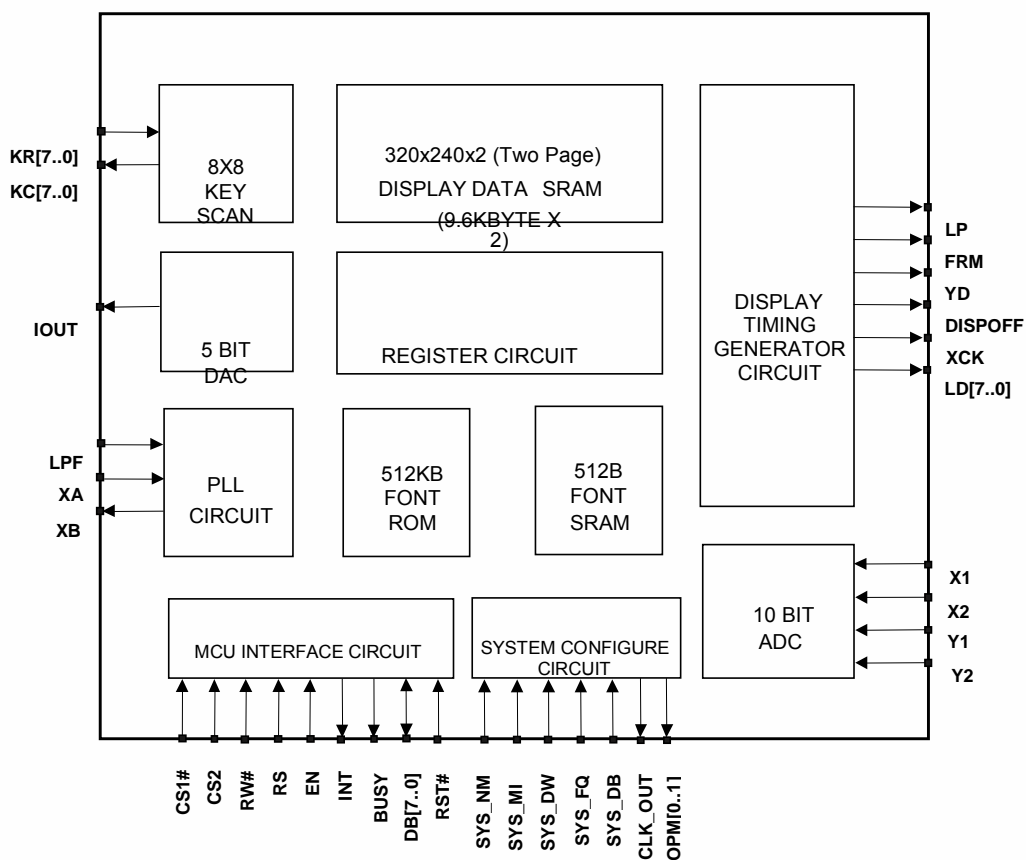 8X8
KEY
SCAN
320x240x2 (Two Page)
DISPLAY DATA SRAM
(9.6KBYTE X
2)
KR[7..0]
KC[7..0]
LP
FRM
YD
DISPOFF
XCK
LD[7..0]
DISPLAY
TIMING
GENERATOR
CIRCUIT
IOUT
5 BIT
DAC
REGISTER CIRCUIT
LPF
XA
XB
PLL
CIRCUIT
512KB
FONT
ROM
512B
FONT
SRAM
10 BIT
ADC
X1
X2
Y1
Y2
MCU INTERFACE CIRCUIT
SYSTEM CONFIGURE
CIRCUIT
CS1#
CS2
RW#
RS
EN
INT
BUSY
DB[7..0]
RST#
SYS_NM
SYS_MI
SYS_DW
SYS_FQ
SYS_DB
CLK_OUT
OPM[0..1]